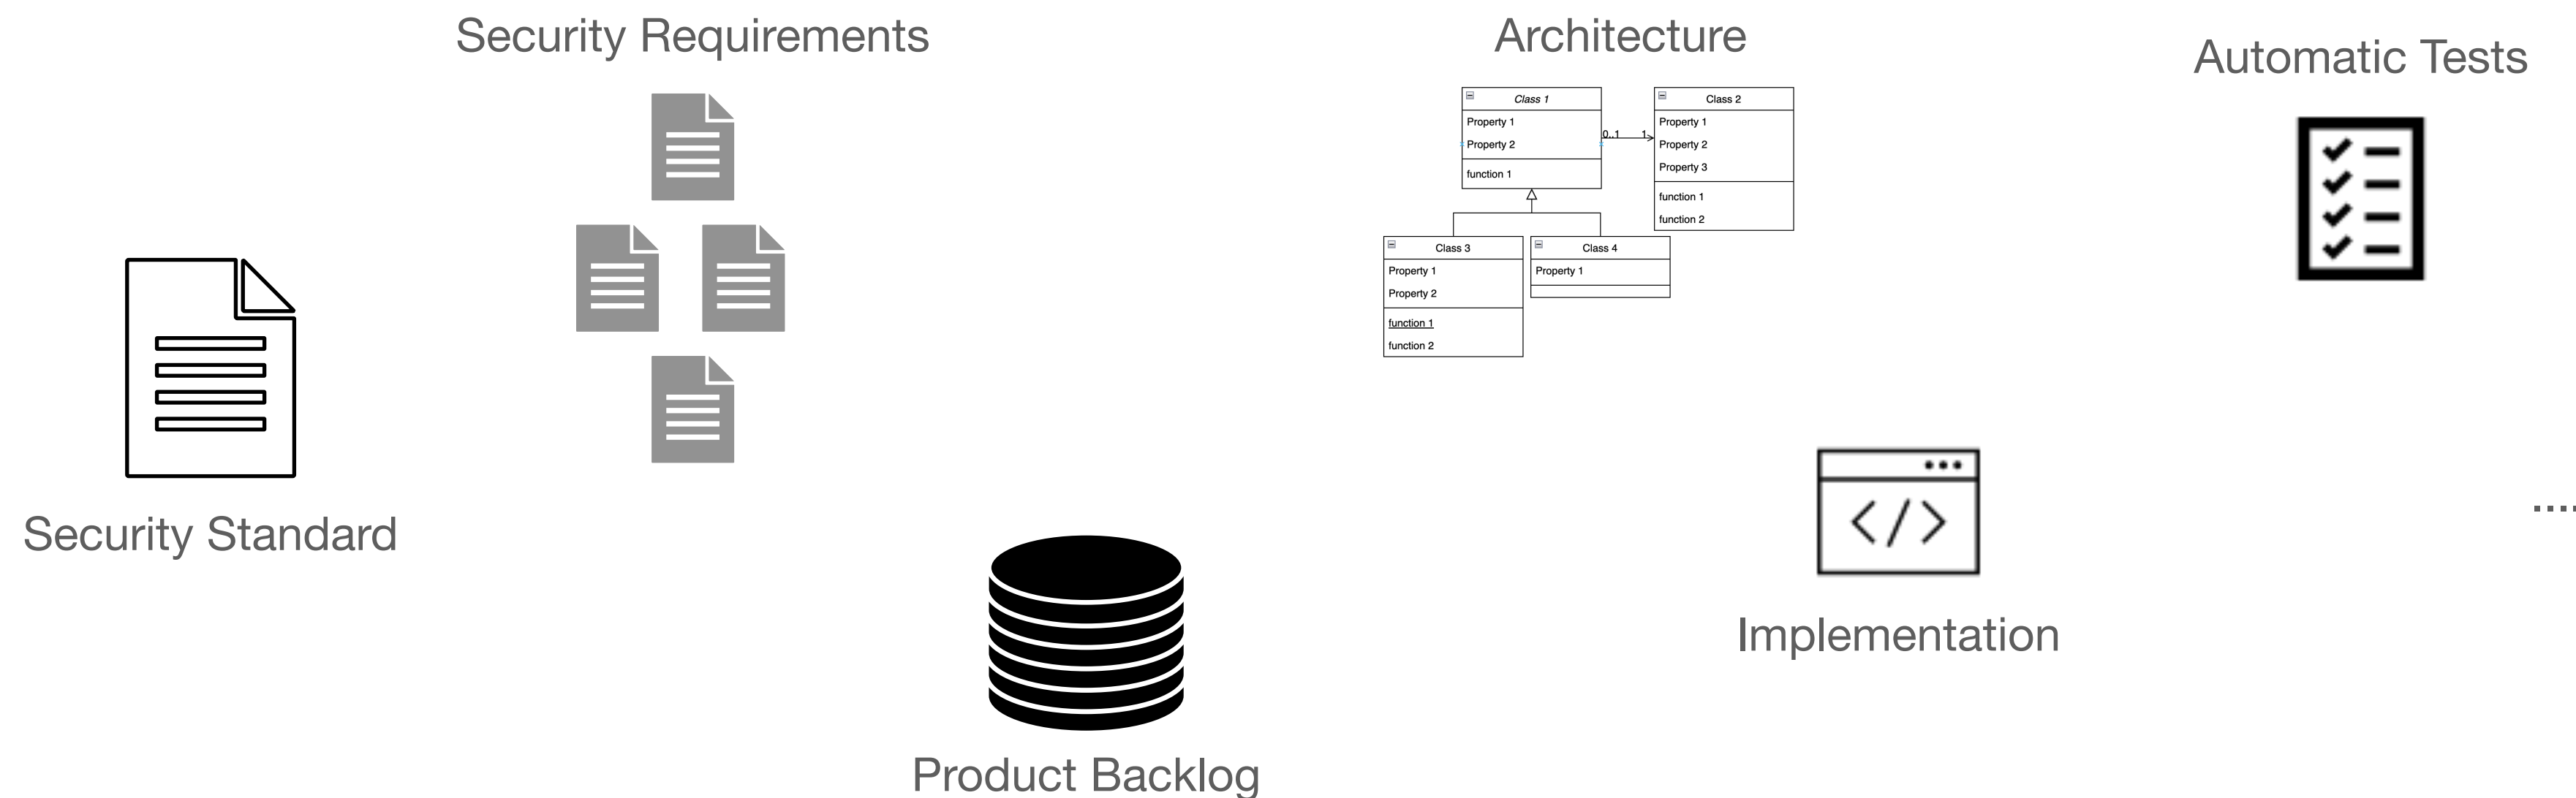 Security Requirements
Architecture
Automatic Tests
Class 1
Property 1
Property 2
function 1
0..1
1
Class 2
Property 1
Property 2
Property 3
function 1
function 2
Class 3
Property 1
Property 2
function 1
function 2
Class 4
Property 1
Security Standard
</>
....
Implementation
Product Backlog